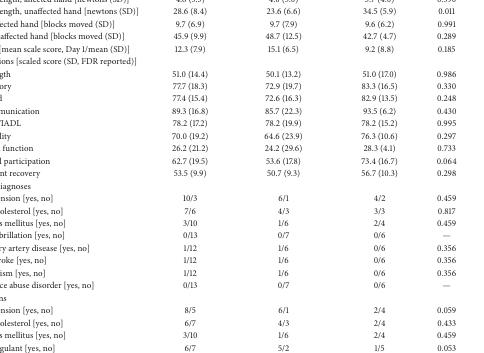 ength, unaffected hand [newtons (SD)] 28.6 (8.4) 23.6 (6.6) 34.5 (5.9) 0.011
ected hand [blocks moved (SD)] 9.7 (6.9) 9.7 (7.9) 9.6 (6.2) 0.991
affected hand [blocks moved (SD)] 45.9 (9.9) 48.7 (12.5) 42.7 (4.7) 0.289
[mean scale score, Day 1/mean (SD)] 12.3 (7.9) 15.1 (6.5) 9.2 (8.8) 0.185
ions [scaled score (SD, FDR reported)]
gth 51.0 (14.4) 50.1 (13.2) 51.0 (17.0) 0.986
ory 77.7 (18.3) 72.9 (19.7) 83.3 (16.5) 0.330
d 77.4 (15.4) 72.6 (16.3) 82.9 (13.5) 0.248
munication 89.3 (16.8) 85.7 (22.3) 93.5 (6.2) 0.430
/IADL 78.2 (17.2) 78.2 (19.9) 78.2 (15.2) 0.995
lity 70.0 (19.2) 64.6 (23.9) 76.3 (10.6) 0.297
function 26.2 (21.2) 24.2 (29.6) 28.3 (4.1) 0.733
l participation 62.7 (19.5) 53.6 (17.8) 73.4 (16.7) 0.064
nt recovery 53.5 (9.9) 50.7 (9.3) 56.7 (10.3) 0.298
iagnoses
ension [yes, no] 10/3 6/1 4/2 0.459
olesterol [yes, no] 7/6 4/3 3/3 0.817
s mellitus [yes, no] 3/10 1/6 2/4 0.459
brillation [yes, no] 0/13 0/7 0/6 —
ry artery disease [yes, no] 1/12 1/6 0/6 0.356
roke [yes, no] 1/12 1/6 0/6 0.356
ism [yes, no] 1/12 1/6 0/6 0.356
ce abuse disorder [yes, no] 0/13 0/7 0/6 —
ns
ension [yes, no] 8/5 6/1 2/4 0.059
olesterol [yes, no] 6/7 4/3 2/4 0.433
s mellitus [yes, no] 3/10 1/6 2/4 0.459
gulant [yes, no] 6/7 5/2 1/5 0.053